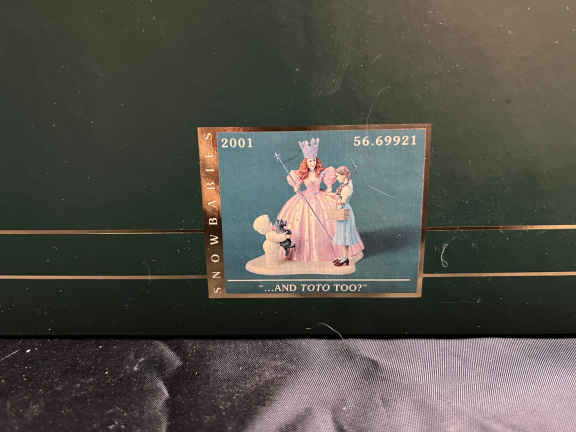 2001 56.69921
SNOWBABIES
"...AND TOTO TOO?"